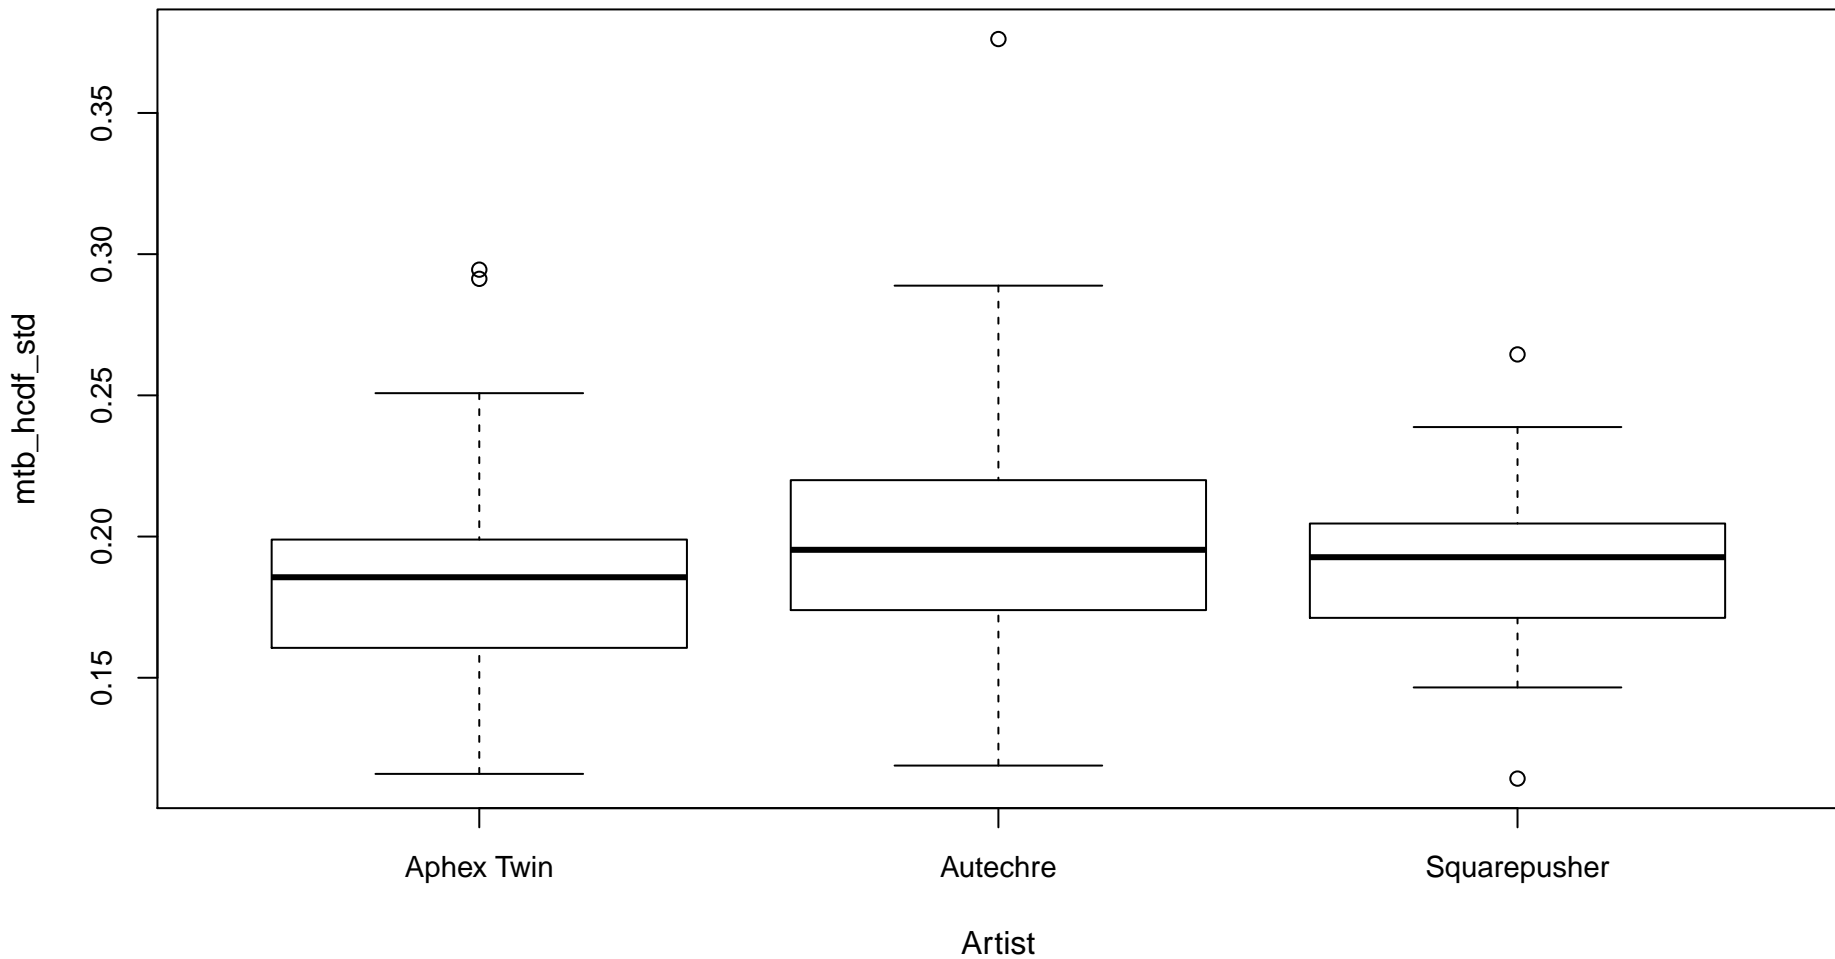 mtb_hcdf_std
0.35
0.30
0.25
0.20
0.15
Aphex Twin
Autechre
Squarepusher
Artist